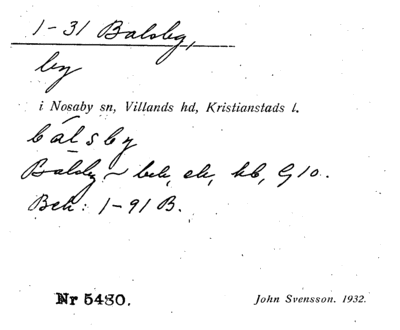 1-31 Balsby,
by
i Nosaby sn, Villands hd, Kristianstads l.
bálsby
Balsby ~ beb, ek, kb, G10.
Beb: 1-91 B.
Nr 5480.
John Svensson. 1932.